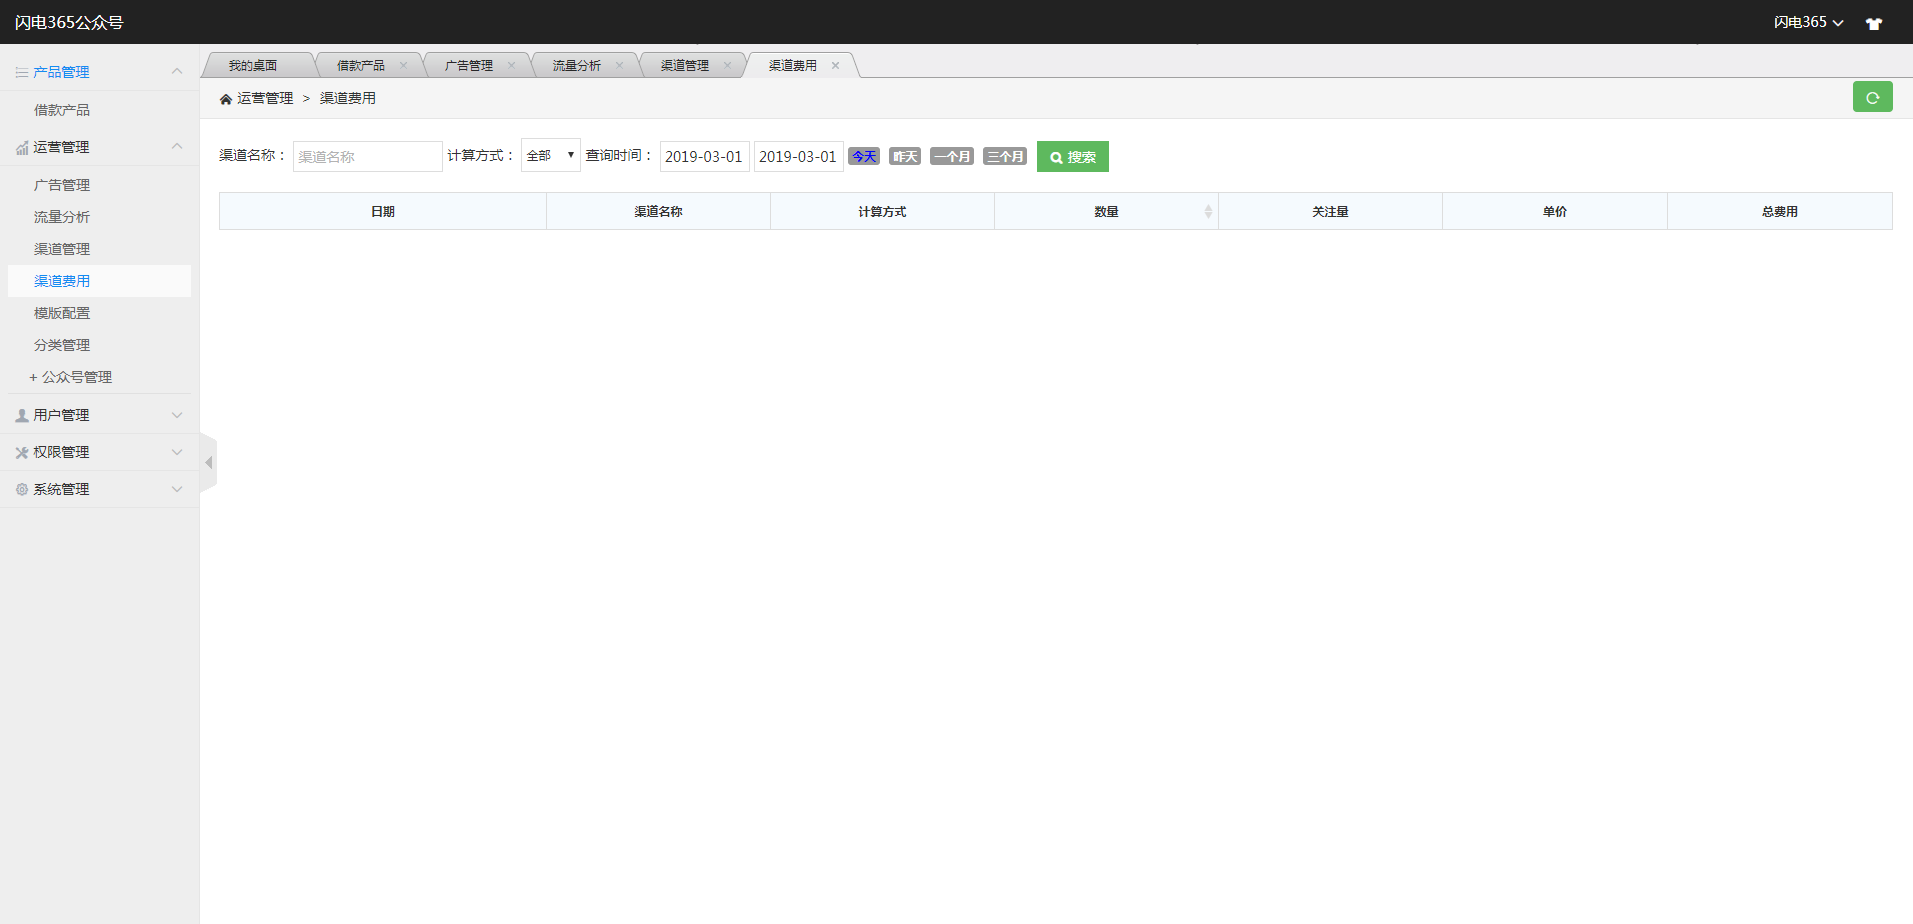 闪电365公众号
闪电365
产品管理
借款产品
运营管理
广告管理
流量分析
渠道管理
渠道费用
模版配置
分类管理
+ 公众号管理
用户管理
权限管理
系统管理
我的桌面 借款产品 广告管理 流量分析 渠道管理 渠道费用
运营管理 > 渠道费用
渠道名称： 渠道名称 计算方式： 全部 查询时间： 2019-03-01 2019-03-01 今天 昨天 一个月 三个月 搜索
日期 渠道名称 计算方式 数量 关注量 单价 总费用